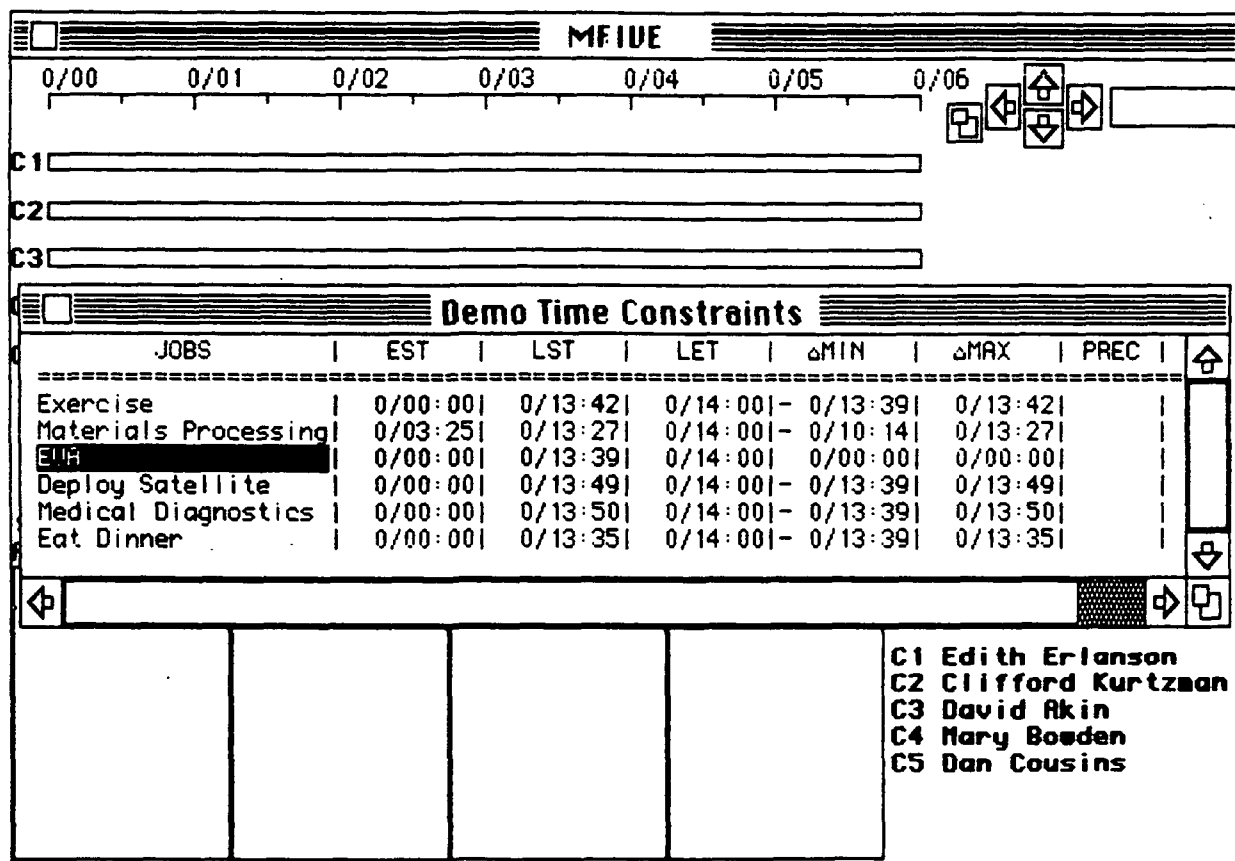 MFIVE
0/00 0/01 0/02 0/03 0/04 0/05 0/06
C1
C2
C3
Demo Time Constraints
JOBS | EST | LST | LET | △MIN | △MAX | PREC |
==================================================
Exercise | 0/00:00| 0/13:42| 0/14:00|- 0/13:39| 0/13:42| |
Materials Processing| 0/03:25| 0/13:27| 0/14:00|- 0/10:14| 0/13:27| |
EVA | 0/00:00| 0/13:39| 0/14:00| 0/00:00| 0/00:00| |
Deploy Satellite | 0/00:00| 0/13:49| 0/14:00|- 0/13:39| 0/13:49| |
Medical Diagnostics | 0/00:00| 0/13:50| 0/14:00|- 0/13:39| 0/13:50| |
Eat Dinner | 0/00:00| 0/13:35| 0/14:00|- 0/13:39| 0/13:35| |
C1 Edith Erlanson
C2 Clifford Kurtzman
C3 David Akin
C4 Mary Bowden
C5 Dan Cousins